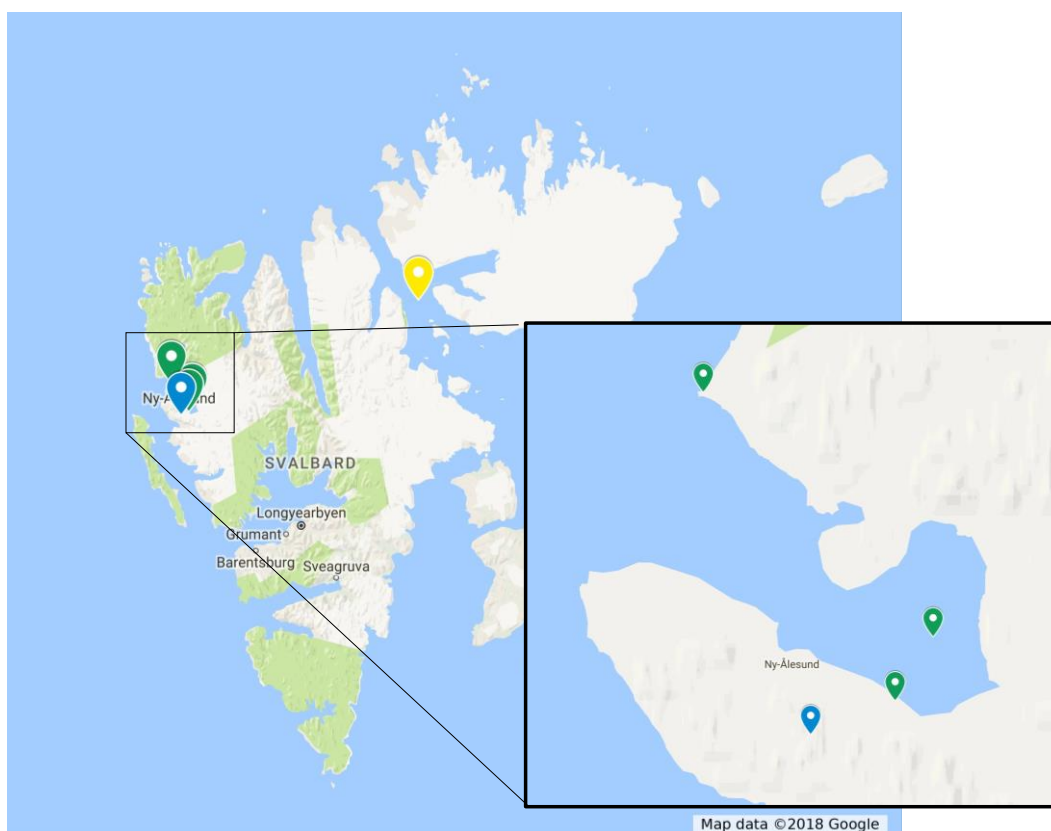 Ny-Ålesund
SVALBARD
Longyearbyen
Grumant
Barentsburg
Sveagruva
Ny-Ålesund
Map data ©2018 Google